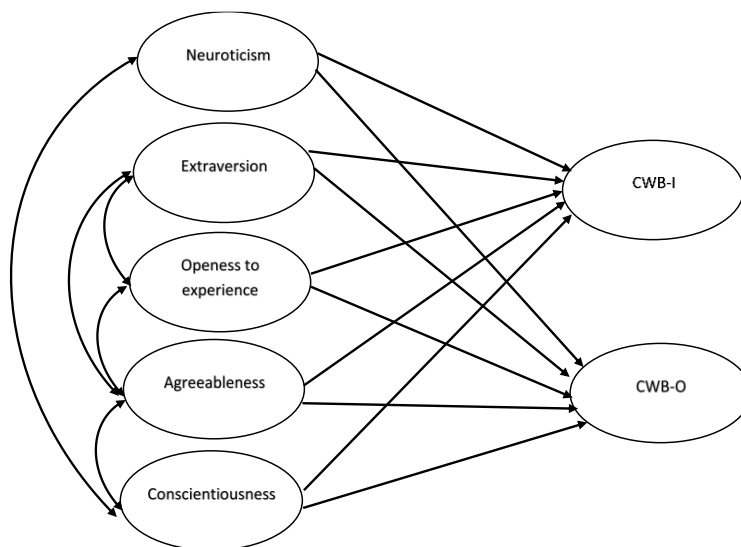 Neuroticism
Extraversion
CWB-I
Openess to
experience
Agreeableness
CWB-O
Conscientiousness